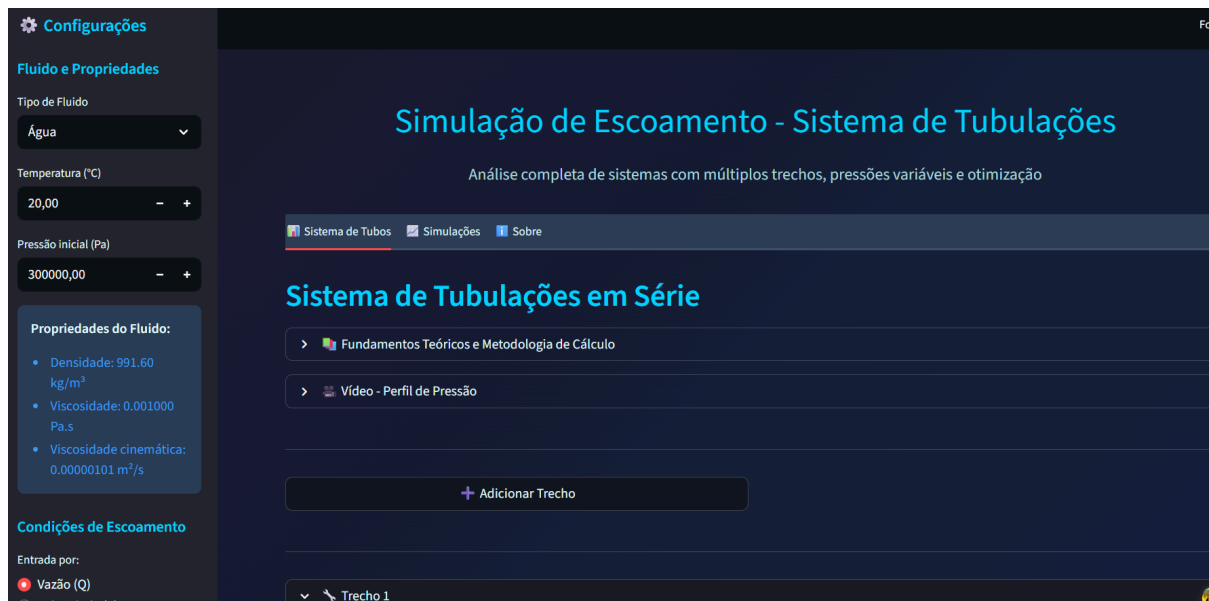 Configurações
Fluido e Propriedades
Tipo de Fluido
Água
Temperatura (°C)
20,00
Pressão inicial (Pa)
300000,00
Propriedades do Fluido:
Densidade: 991.60
kg/m³
Viscosidade: 0.001000
Pa.s
Viscosidade cinemática:
0.00000101 m²/s
Condições de Escoamento
Entrada por:
Vazão (Q)
Simulação de Escoamento - Sistema de Tubulações
Análise completa de sistemas com múltiplos trechos, pressões variáveis e otimização
Sistema de Tubos Simulações Sobre
Sistema de Tubulações em Série
Fundamentos Teóricos e Metodologia de Cálculo
Vídeo - Perfil de Pressão
Adicionar Trecho
Trecho 1